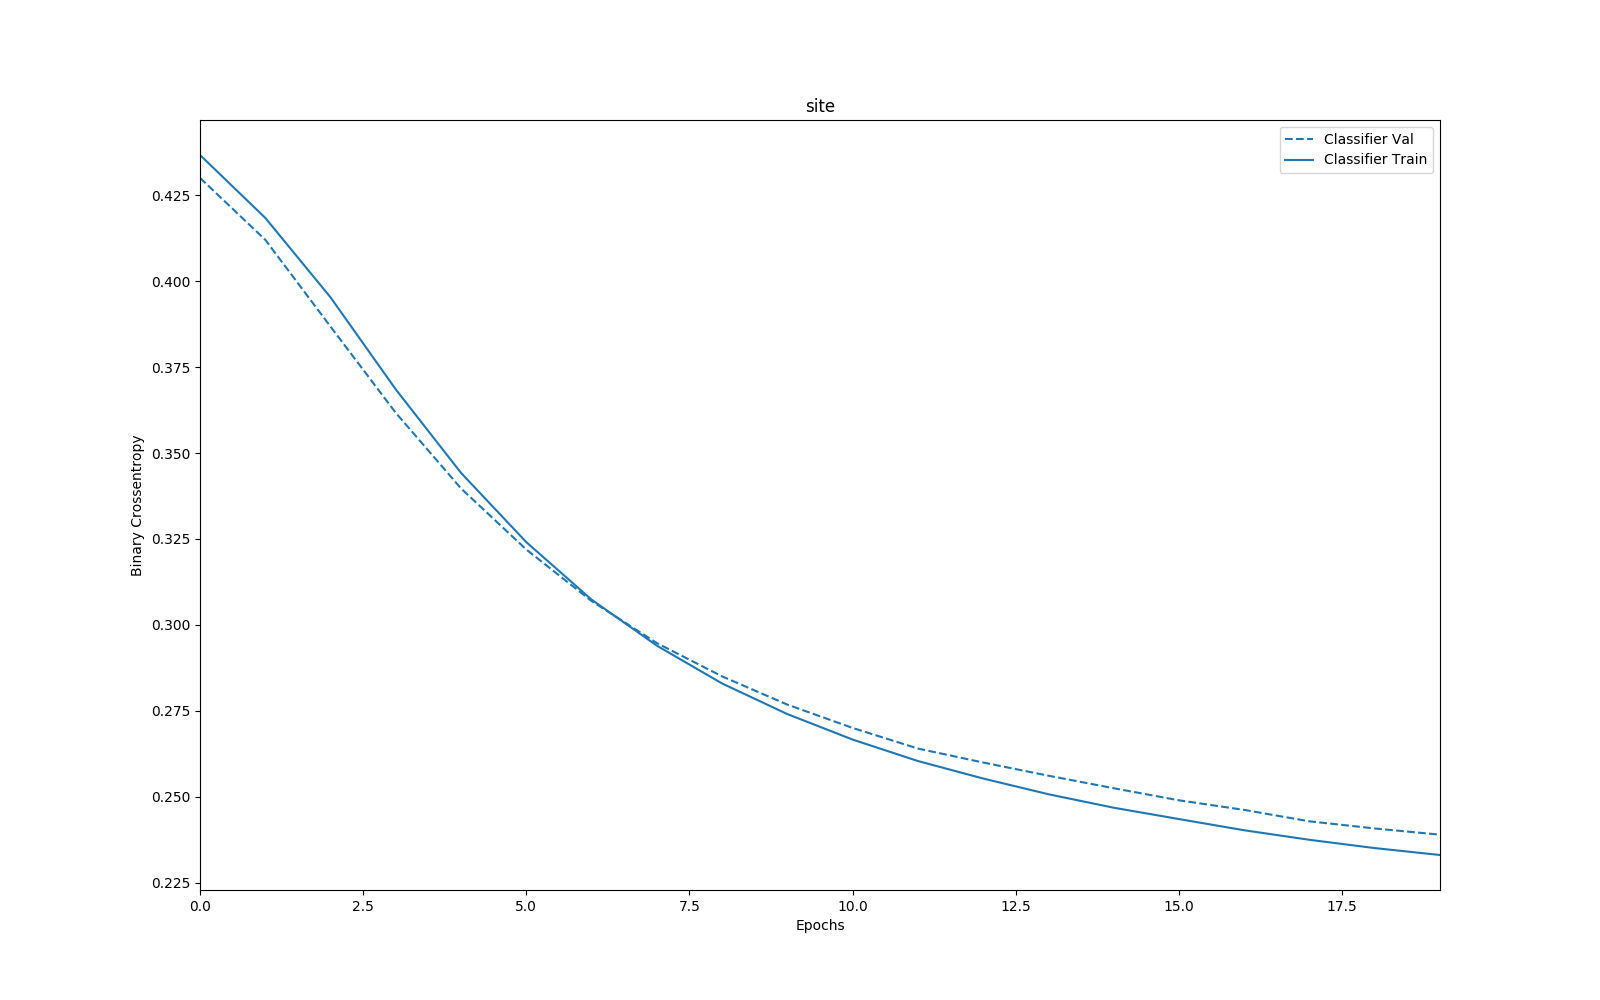 site
Classifier Val
Classifier Train
0.425
0.400
0.375
0.350
0.325
0.300
0.275
0.250
0.225
Binary Crossentropy
0.0 2.5 5.0 7.5 10.0 12.5 15.0 17.5
Epochs